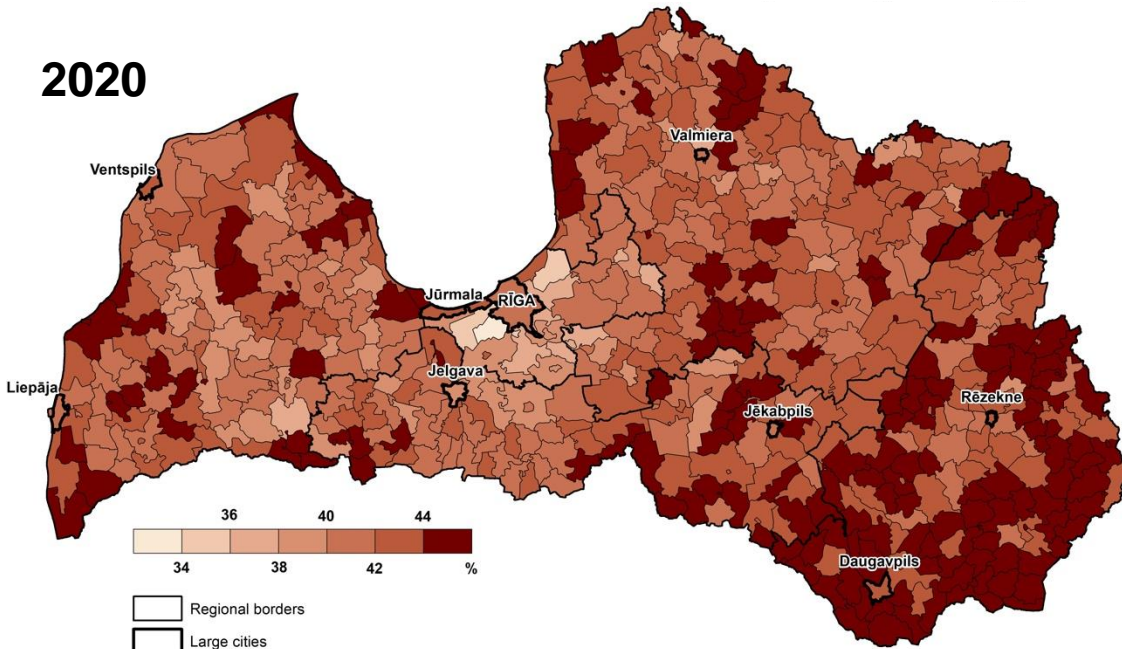 2020
Valmiera
Ventspils
Jūrmala
RĪGA
Jelgava
Liepāja
Jēkabpils
Rēzekne
Daugavpils
36 40 44
34 38 42 %
Regional borders
Large cities